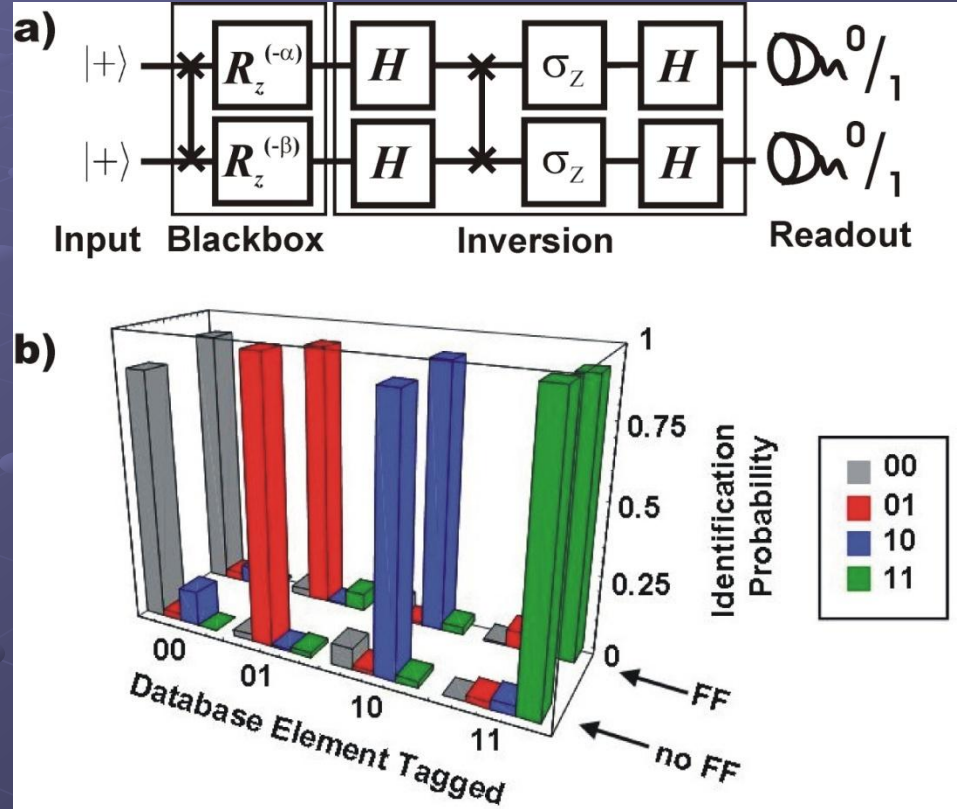 a)
|+⟩ R_z^(-α) H σ_Z H 0/1
|+⟩ R_z^(-β) H σ_Z H 0/1
Input Blackbox Inversion Readout
b)
1
0.75
0.5
0.25
0
Identification
Probability
00
01
10
11
00
01
10
11
Database Element Tagged
FF
no FF